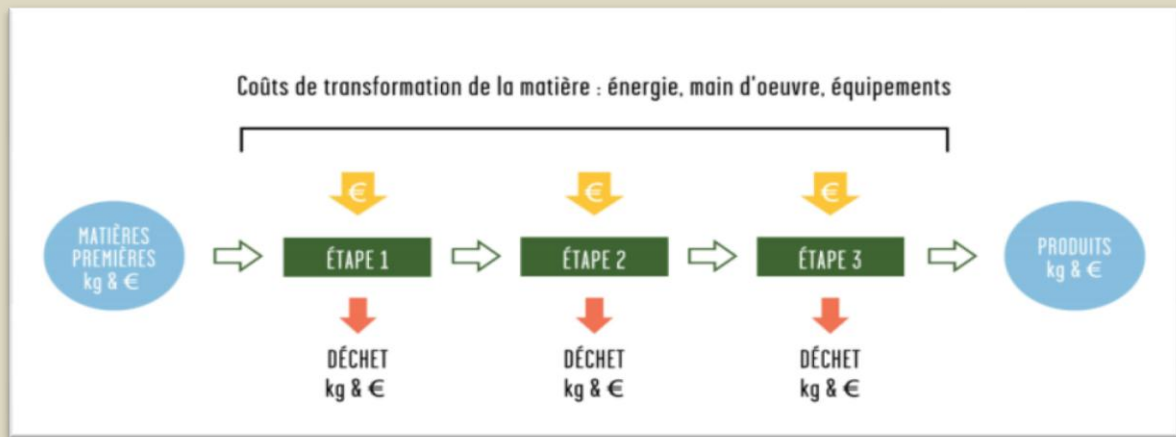 Coûts de transformation de la matière : énergie, main d'oeuvre, équipements
€
€
€
MATIÈRES
PREMIÈRES
kg & €
ÉTAPE 1
ÉTAPE 2
ÉTAPE 3
PRODUITS
kg & €
DÉCHET
kg & €
DÉCHET
kg & €
DÉCHET
kg & €